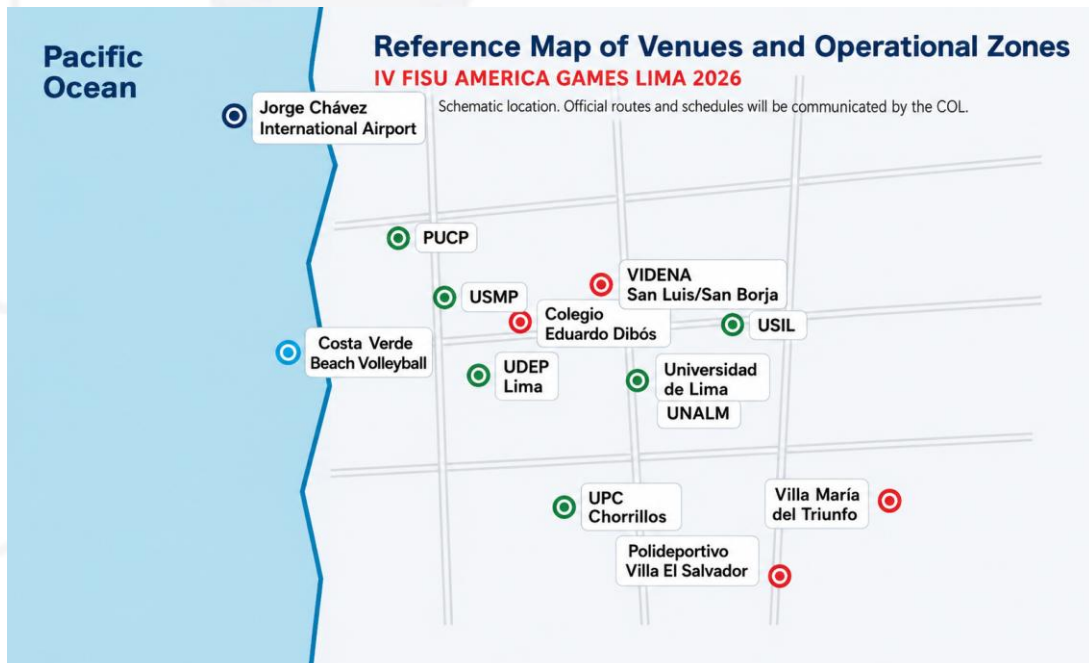 Pacific
Ocean
Reference Map of Venues and Operational Zones
IV FISU AMERICA GAMES LIMA 2026
Schematic location. Official routes and schedules will be communicated by the COL.
Jorge Chávez
International Airport
PUCP
VIDENA
San Luis/San Borja
USMP
Colegio
Eduardo Dibós
USIL
Costa Verde
Beach Volleyball
UDEP
Lima
Universidad
de Lima
UNALM
UPC
Chorrillos
Villa María
del Triunfo
Polideportivo
Villa El Salvador